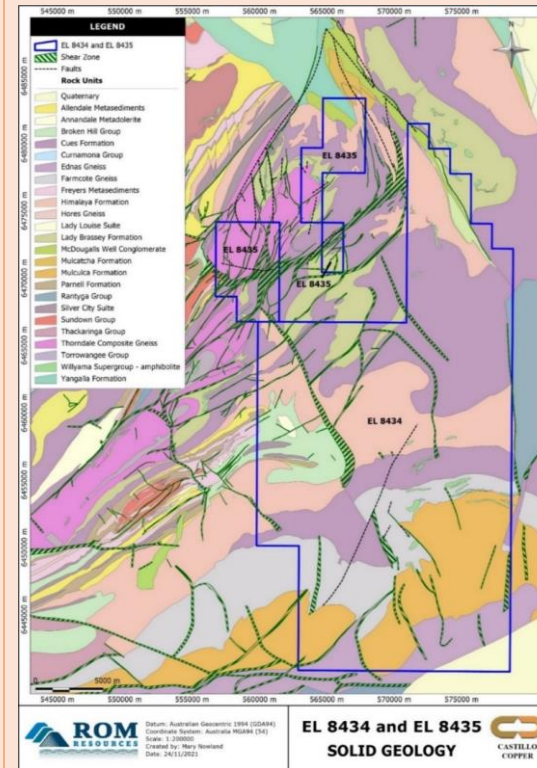 545000 m 550000 m 555000 m 560000 m 565000 m 570000 m 575000 m
LEGEND
EL 8434 and EL 8435
Shear Zone
Faults
Rock Units
Quaternary
Allendale Metasediments
Annandale Metadolerite
Broken Hill Group
Cues Formation
Curnamona Group
Ednas Gneiss
Farmcote Gneiss
Freyers Metasediments
Himalaya Formation
Hores Gneiss
Lady Louise Suite
Lady Brassey Formation
McDougalls Well Conglomerate
Mulcatcha Formation
Mulculca Formation
Parnell Formation
Rantyga Group
Silver City Suite
Sundown Group
Thackaringa Group
Thorndale Composite Gneiss
Torrowangee Group
Willyama Supergroup - amphibolite
Yangalla Formation
N
6485000 m
6480000 m
6475000 m
6470000 m
6465000 m
6460000 m
6455000 m
6450000 m
6445000 m
EL 8435
EL 8435
EL 8435
EL 8434
0 5000 m
545000 m 550000 m 555000 m 560000 m 565000 m 570000 m 575000 m
ROM
RESOURCES
Datum: Australian Geocentric 1994 (GDA94)
Coordinate System: Australia MGA94 (54)
Scale: 1:200000
Created by: Mary Nowland
Date: 24/11/2021
EL 8434 and EL 8435
SOLID GEOLOGY
CASTILLO
COPPER